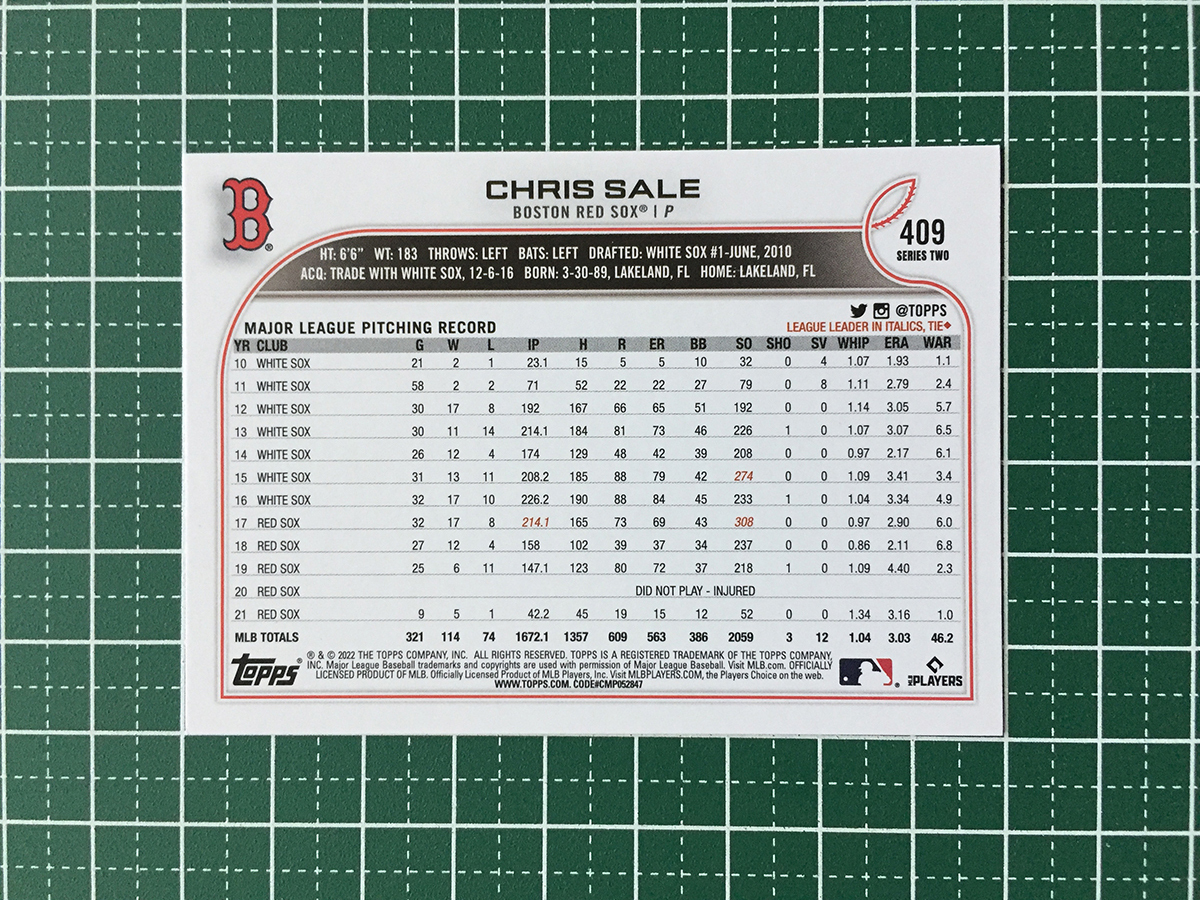 B
CHRIS SALE
BOSTON RED SOX® | P
409
SERIES TWO
HT: 6'6" WT: 183 THROWS: LEFT BATS: LEFT DRAFTED: WHITE SOX #1-JUNE, 2010
ACQ: TRADE WITH WHITE SOX, 12-6-16 BORN: 3-30-89, LAKELAND, FL HOME: LAKELAND, FL
@TOPPS
MAJOR LEAGUE PITCHING RECORD
LEAGUE LEADER IN ITALICS, TIE◆
YR CLUB G W L IP H R ER BB SO SHO SV WHIP ERA WAR
10 WHITE SOX 21 2 1 23.1 15 5 5 10 32 0 4 1.07 1.93 1.1
11 WHITE SOX 58 2 2 71 52 22 22 27 79 0 8 1.11 2.79 2.4
12 WHITE SOX 30 17 8 192 167 66 65 51 192 0 0 1.14 3.05 5.7
13 WHITE SOX 30 11 14 214.1 184 81 73 46 226 1 0 1.07 3.07 6.5
14 WHITE SOX 26 12 4 174 129 48 42 39 208 0 0 0.97 2.17 6.1
15 WHITE SOX 31 13 11 208.2 185 88 79 42 274 0 0 1.09 3.41 3.4
16 WHITE SOX 32 17 10 226.2 190 88 84 45 233 1 0 1.04 3.34 4.9
17 RED SOX 32 17 8 214.1 165 73 69 43 308 0 0 0.97 2.90 6.0
18 RED SOX 27 12 4 158 102 39 37 34 237 0 0 0.86 2.11 6.8
19 RED SOX 25 6 11 147.1 123 80 72 37 218 1 0 1.09 4.40 2.3
20 RED SOX DID NOT PLAY - INJURED
21 RED SOX 9 5 1 42.2 45 19 15 12 52 0 0 1.34 3.16 1.0
MLB TOTALS 321 114 74 1672.1 1357 609 563 386 2059 3 12 1.04 3.03 46.2
topps®
® & © 2022 THE TOPPS COMPANY, INC. ALL RIGHTS RESERVED. TOPPS IS A REGISTERED TRADEMARK OF THE TOPPS COMPANY,
INC. Major League Baseball trademarks and copyrights are used with permission of Major League Baseball. Visit MLB.com. OFFICIALLY
LICENSED PRODUCT OF MLB. Officially Licensed Product of MLB Players, Inc. Visit MLBPLAYERS.COM, the Players Choice on the web.
WWW.TOPPS.COM. CODE#CMP052847
MLB PLAYERS